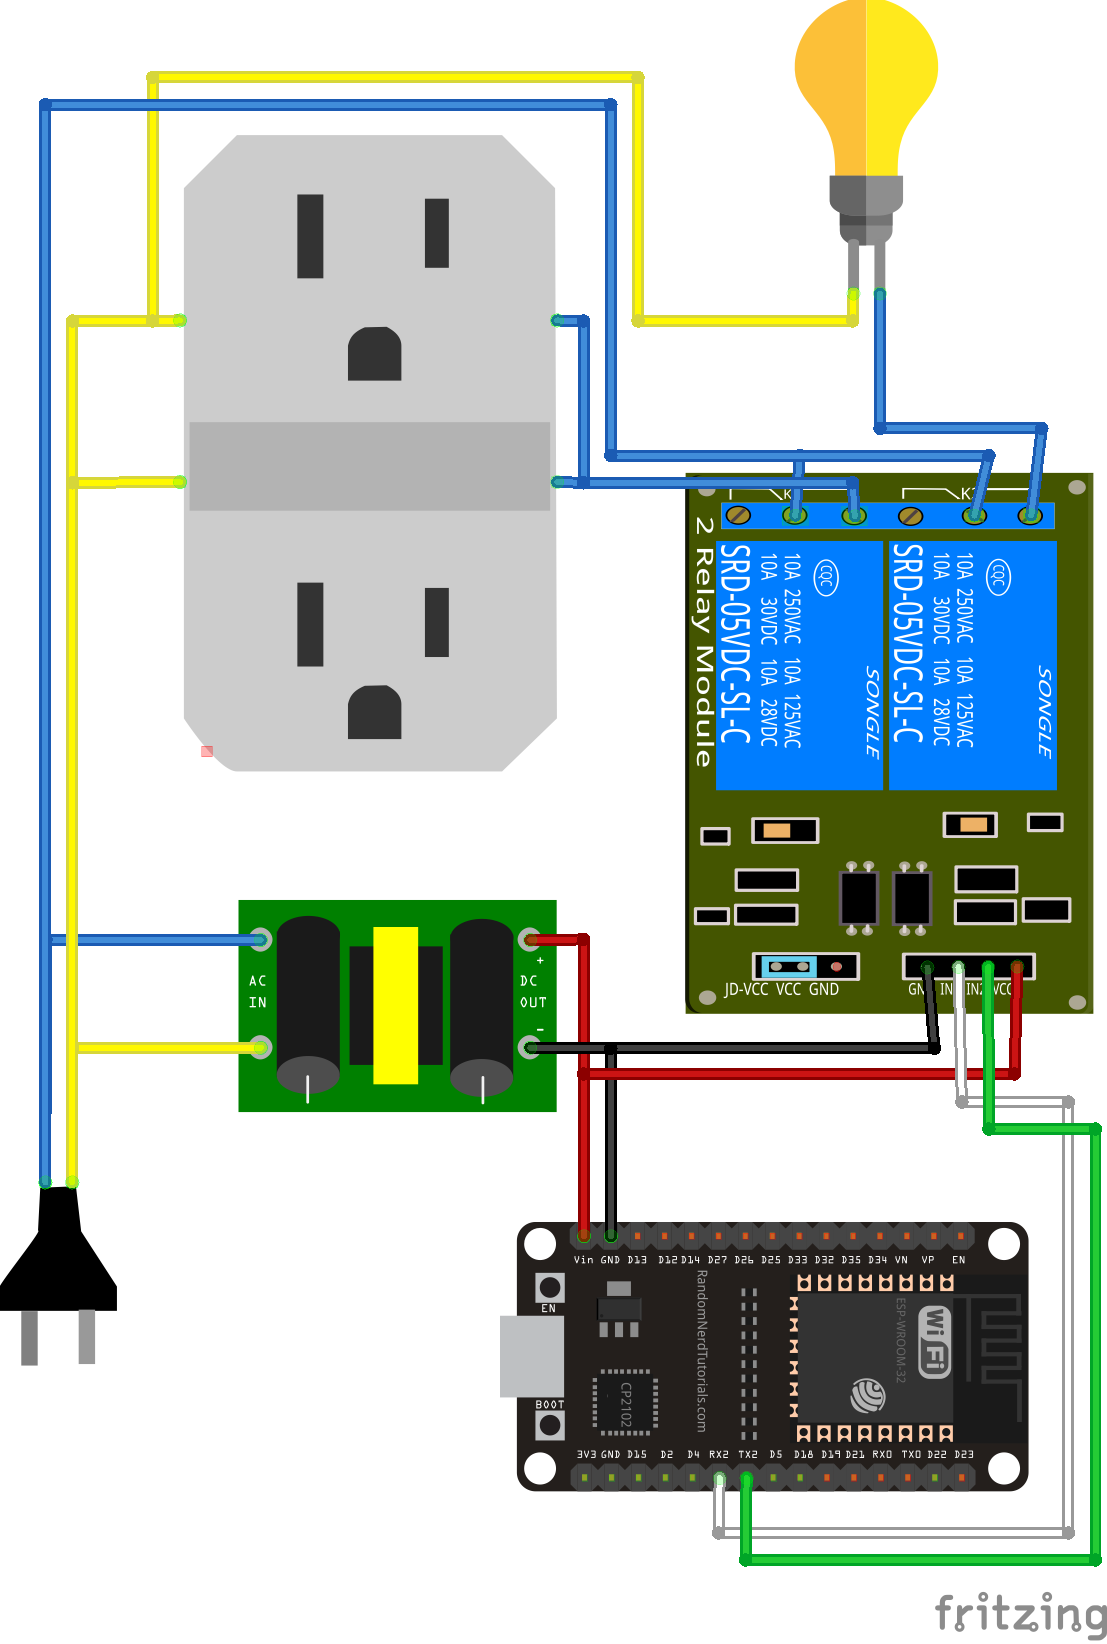 K
K
2 Relay Module
SRD-05VDC-SL-C
10A 30VDC 10A 28VDC
10A 250VAC 10A 125VAC
CQC
SONGLE
SRD-05VDC-SL-C
10A 30VDC 10A 28VDC
10A 250VAC 10A 125VAC
CQC
SONGLE
AC
IN
+
DC
OUT
-
JD-VCC VCC GND
IN2 VCC
Vin GND D13 D12 D14 D27 D26 D25 D33 D32 D35 D34 VN VP EN
EN
RandomNerdTutorials.com
ESP-WROOM-32
WiFi
CP2102
BOOT
3V3 GND D15 D2 D4 RX2 TX2 D5 D18 D19 D21 RX0 TX0 D22 D23
fritzing